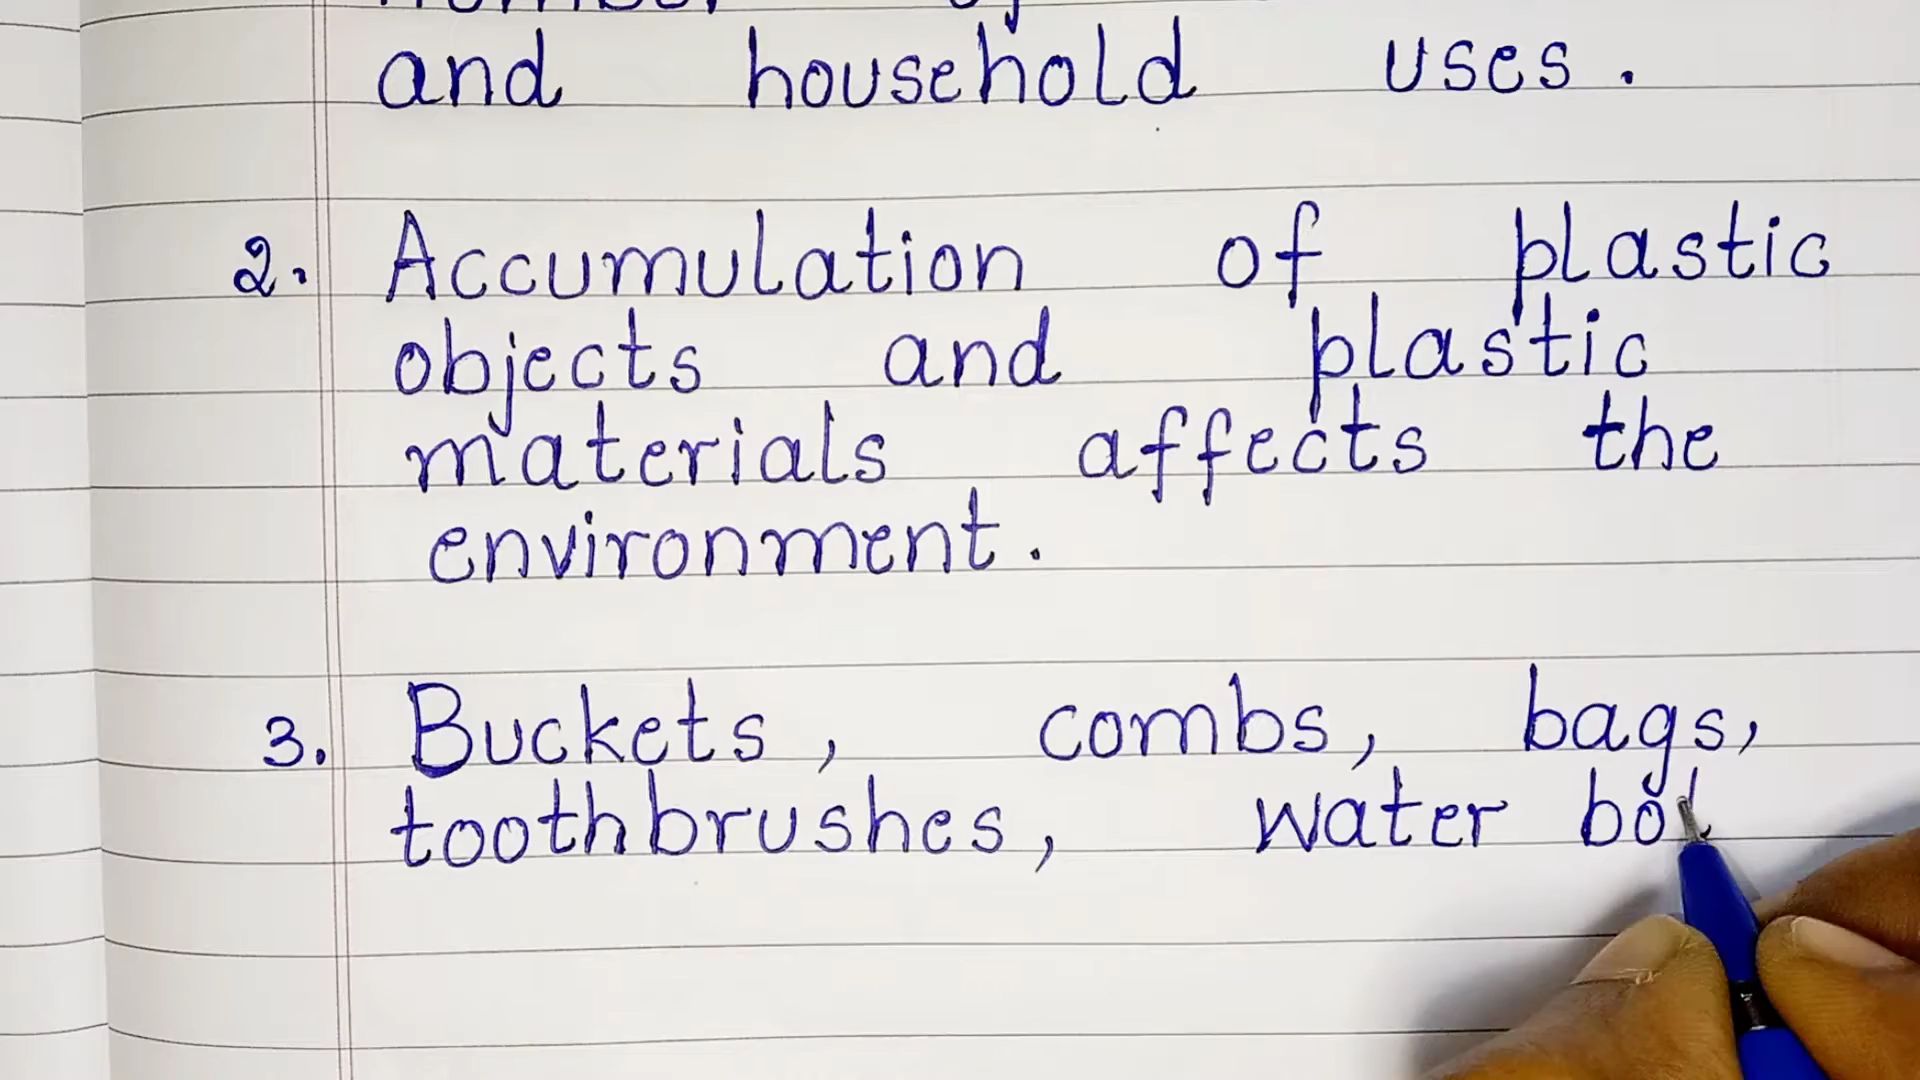 and household uses.
2. Accumulation of plastic
objects and plastic
materials affects the
environment.
3. Buckets, combs, bags,
toothbrushes, water bot